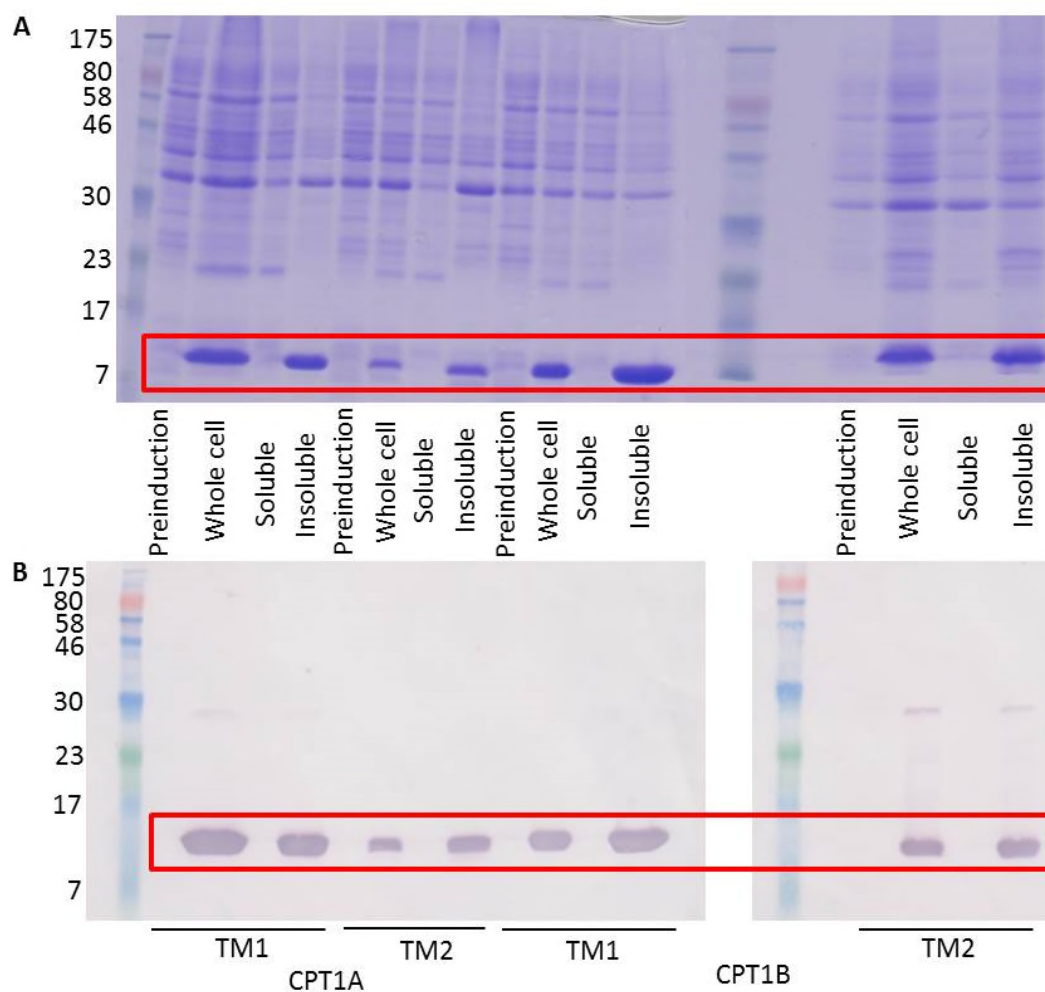 A
175
80
58
46
30
23
17
7
Preinduction
Whole cell
Soluble
Insoluble
Preinduction
Whole cell
Soluble
Insoluble
Preinduction
Whole cell
Soluble
Insoluble
Preinduction
Whole cell
Soluble
Insoluble
B
175
80
58
46
30
23
17
7
TM1 TM2 TM1 TM2
CPT1A CPT1B